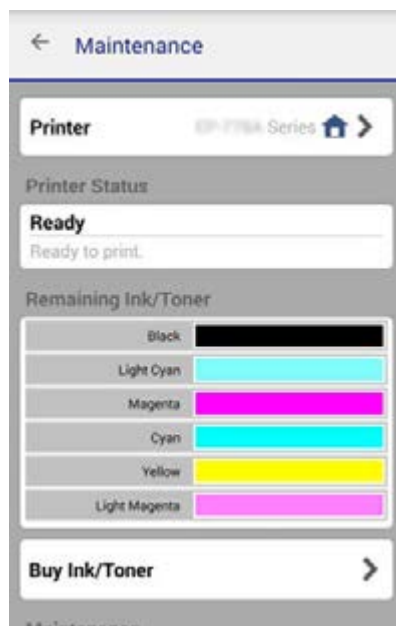 Maintenance
Printer Series
Printer Status
Ready
Ready to print.
Remaining Ink/Toner
Black
Light Cyan
Magenta
Cyan
Yellow
Light Magenta
Buy Ink/Toner